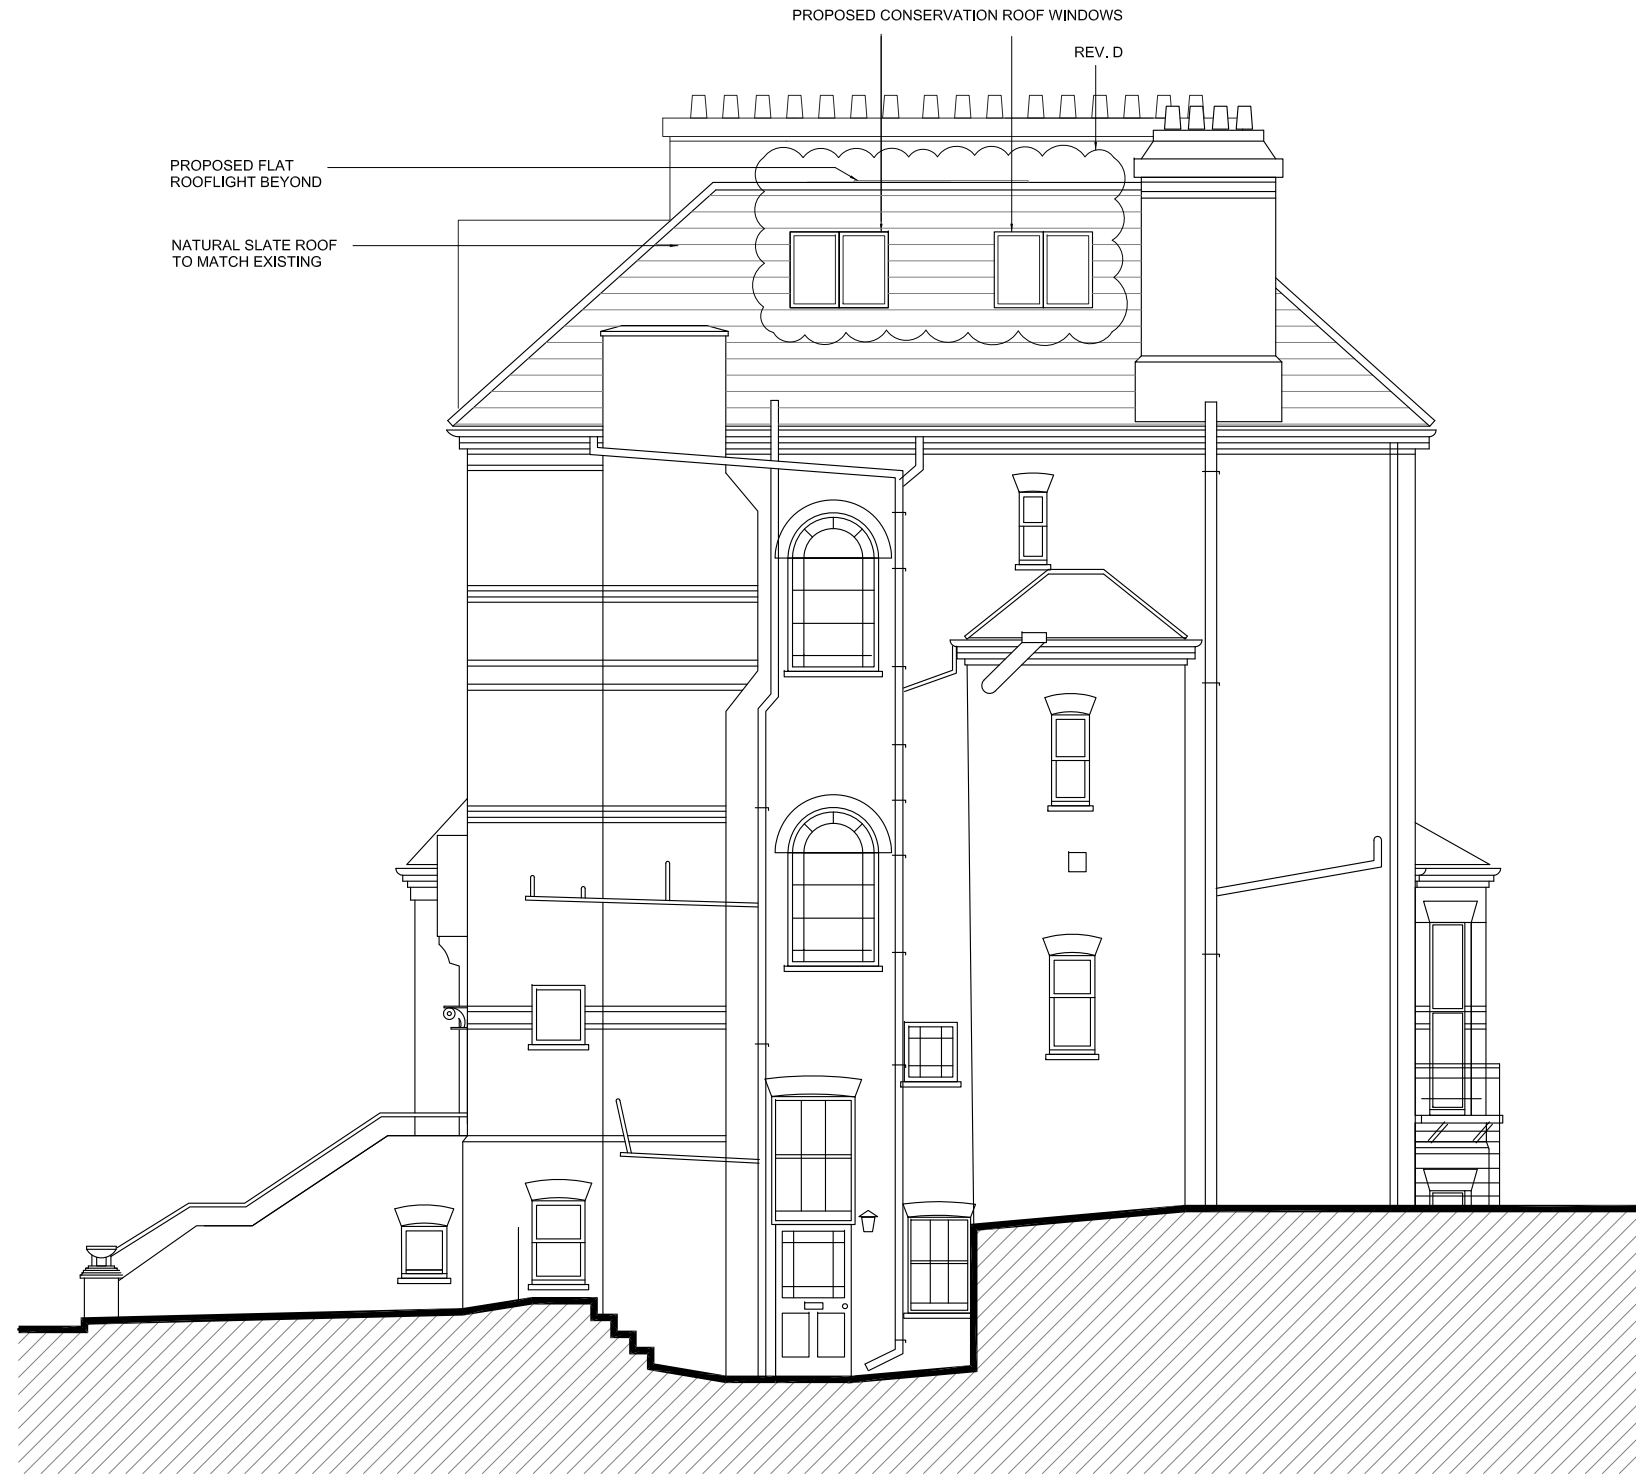 PROPOSED CONSERVATION ROOF WINDOWS
REV. D
PROPOSED FLAT
ROOFLIGHT BEYOND
NATURAL SLATE ROOF
TO MATCH EXISTING